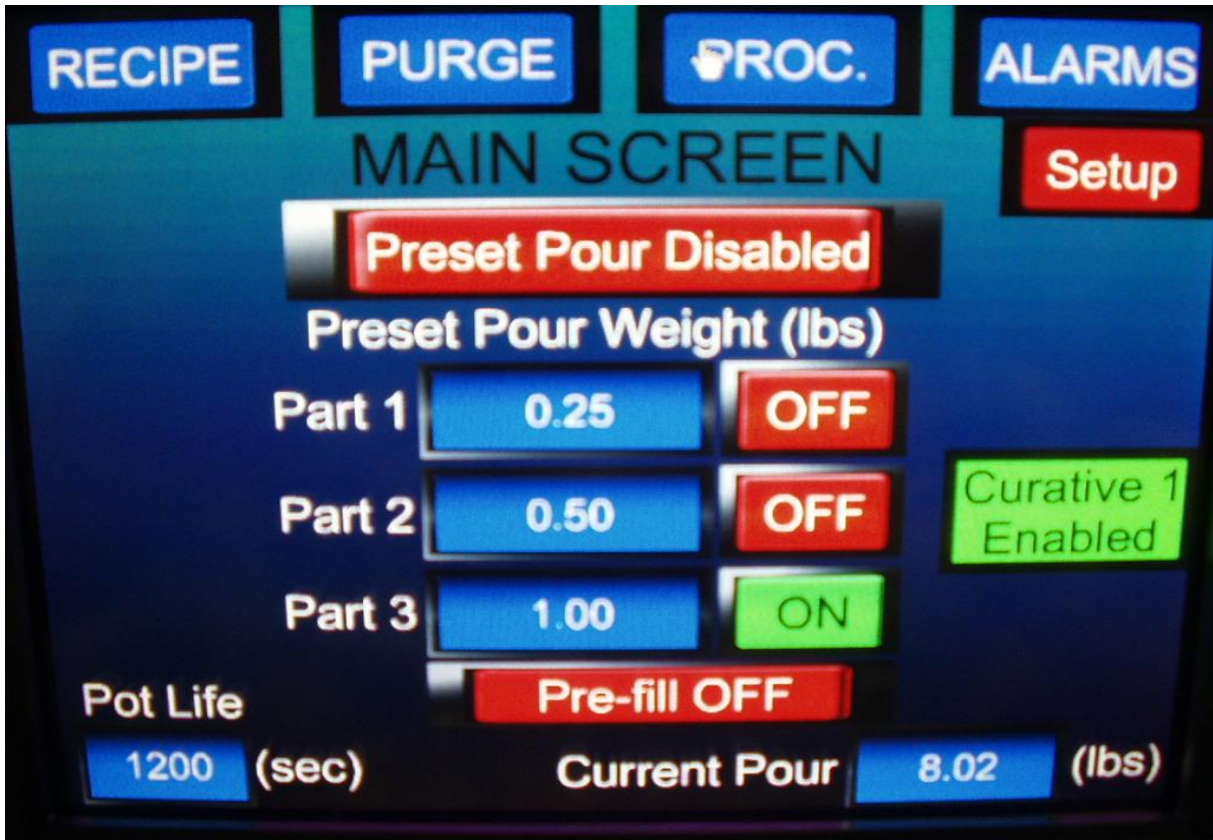 RECIPE PURGE PROC. ALARMS
MAIN SCREEN
Setup
Preset Pour Disabled
Preset Pour Weight (lbs)
Part 1 0.25 OFF
Part 2 0.50 OFF
Curative 1
Enabled
Part 3 1.00 ON
Pre-fill OFF
Pot Life
1200 (sec) Current Pour 8.02 (lbs)